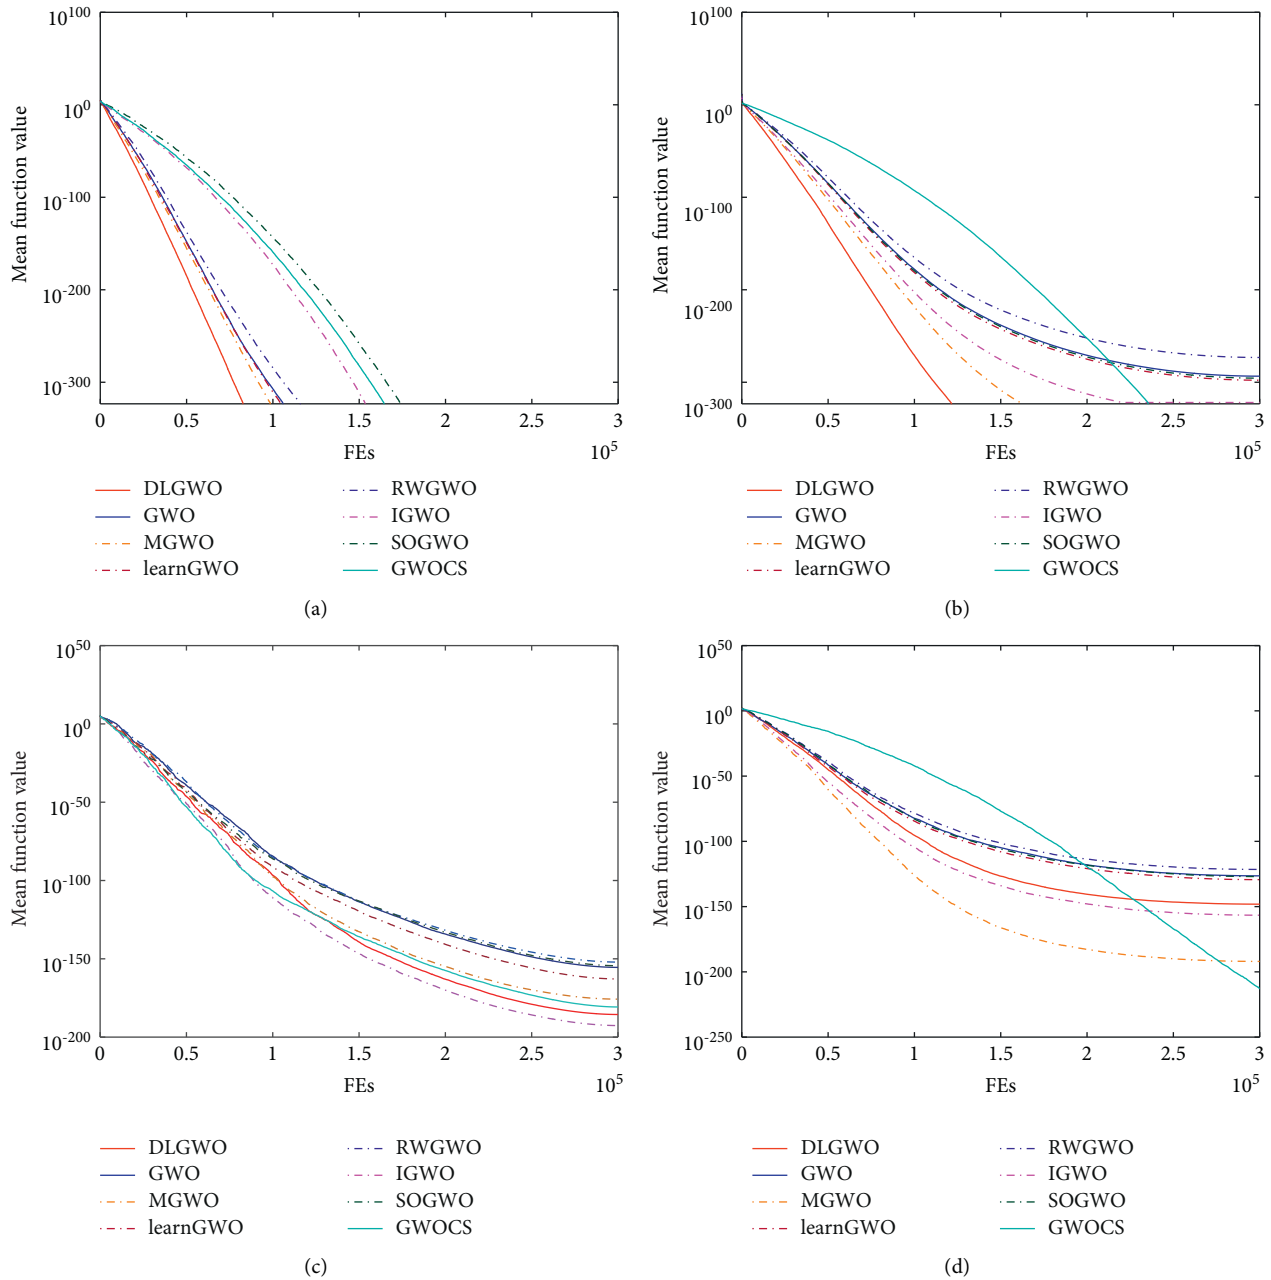 10^100
10^0
10^-100
10^-200
10^-300
Mean function value
0 0.5 1 1.5 2 2.5 3
FEs 10^5
DLGWO RWGWO
GWO IGWO
MGWO SOGWO
learnGWO GWOCS
(a)
10^100
10^0
10^-100
10^-200
10^-300
Mean function value
0 0.5 1 1.5 2 2.5 3
FEs 10^5
DLGWO RWGWO
GWO IGWO
MGWO SOGWO
learnGWO GWOCS
(b)
10^50
10^0
10^-50
10^-100
10^-150
10^-200
Mean function value
0 0.5 1 1.5 2 2.5 3
FEs 10^5
DLGWO RWGWO
GWO IGWO
MGWO SOGWO
learnGWO GWOCS
(c)
10^50
10^0
10^-50
10^-100
10^-150
10^-200
10^-250
Mean function value
0 0.5 1 1.5 2 2.5 3
FEs 10^5
DLGWO RWGWO
GWO IGWO
MGWO SOGWO
learnGWO GWOCS
(d)